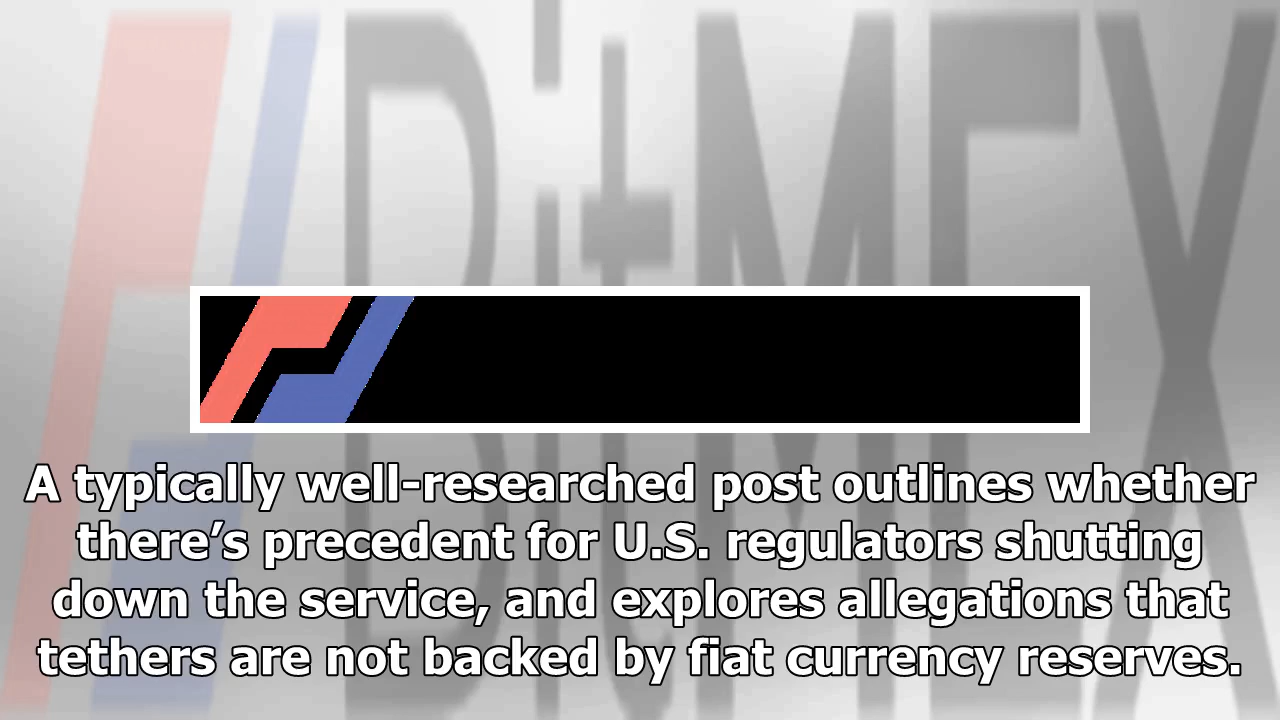 BitMEX
A typically well-researched post outlines whether
there’s precedent for U.S. regulators shutting
down the service, and explores allegations that
tethers are not backed by fiat currency reserves.